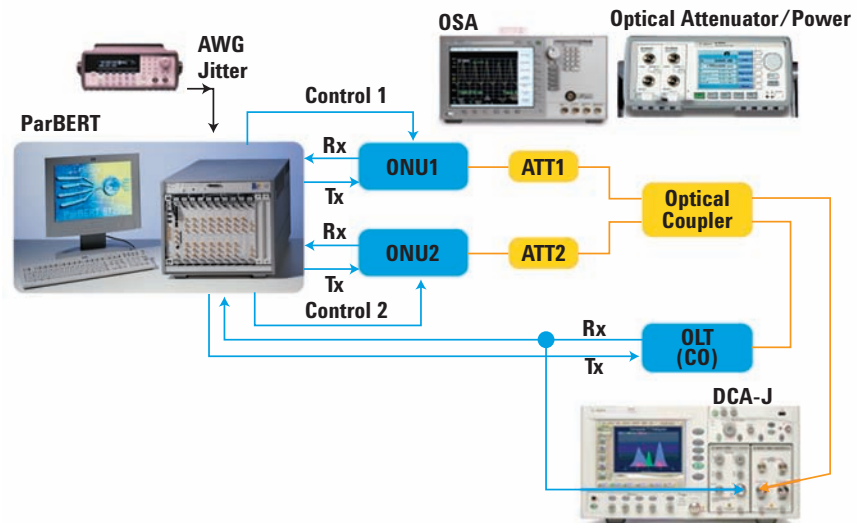 OSA
Optical Attenuator/Power
AWG
Jitter
Control 1
ParBERT
Rx
ONU1
ATT1
Tx
Optical
Coupler
Rx
ONU2
ATT2
Tx
Control 2
Rx
OLT
(CO)
Tx
DCA-J